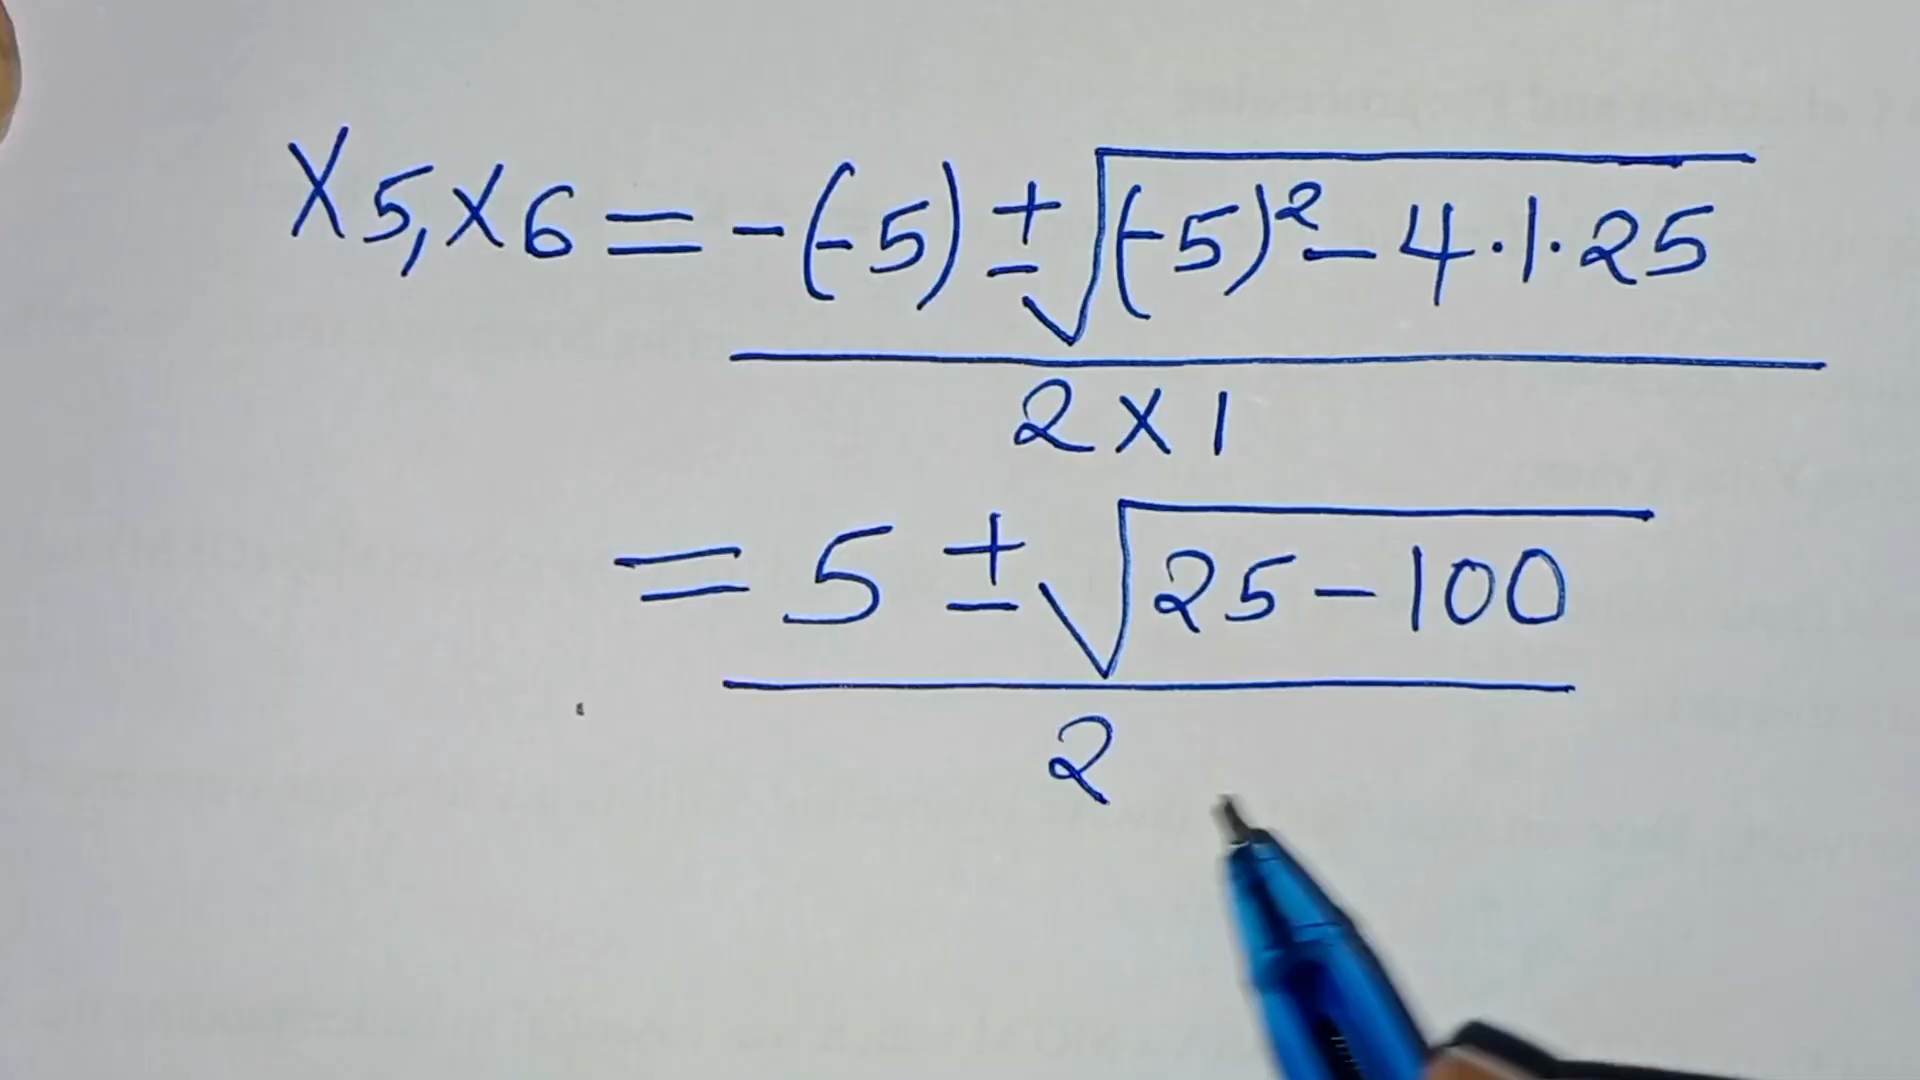 X5, X6 = -(-5) ± √(-5)² - 4·1·25
2 X 1
= 5 ± √25 - 100
2